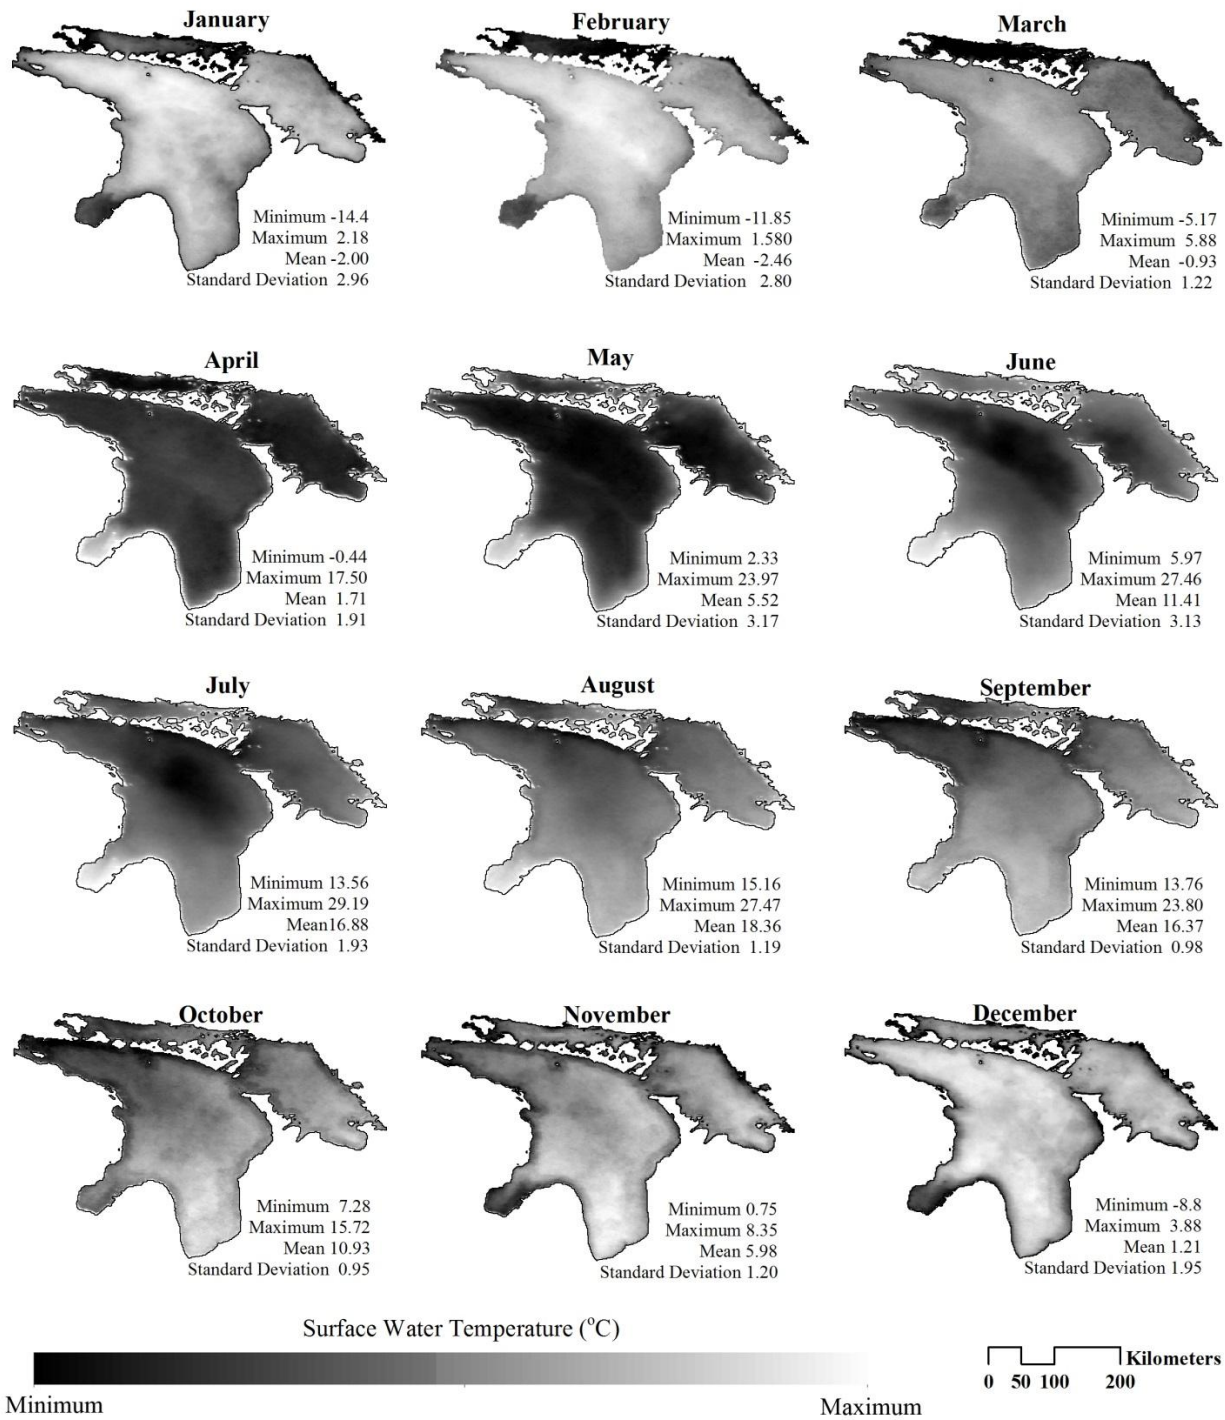 January
Minimum -14.4
Maximum 2.18
Mean -2.00
Standard Deviation 2.96
February
Minimum -11.85
Maximum 1.580
Mean -2.46
Standard Deviation 2.80
March
Minimum -5.17
Maximum 5.88
Mean -0.93
Standard Deviation 1.22
April
Minimum -0.44
Maximum 17.50
Mean 1.71
Standard Deviation 1.91
May
Minimum 2.33
Maximum 23.97
Mean 5.52
Standard Deviation 3.17
June
Minimum 5.97
Maximum 27.46
Mean 11.41
Standard Deviation 3.13
July
Minimum 13.56
Maximum 29.19
Mean16.88
Standard Deviation 1.93
August
Minimum 15.16
Maximum 27.47
Mean 18.36
Standard Deviation 1.19
September
Minimum 13.76
Maximum 23.80
Mean 16.37
Standard Deviation 0.98
October
Minimum 7.28
Maximum 15.72
Mean 10.93
Standard Deviation 0.95
November
Minimum 0.75
Maximum 8.35
Mean 5.98
Standard Deviation 1.20
December
Minimum -8.8
Maximum 3.88
Mean 1.21
Standard Deviation 1.95
Surface Water Temperature (°C)
Minimum
Maximum
Kilometers
0 50 100 200